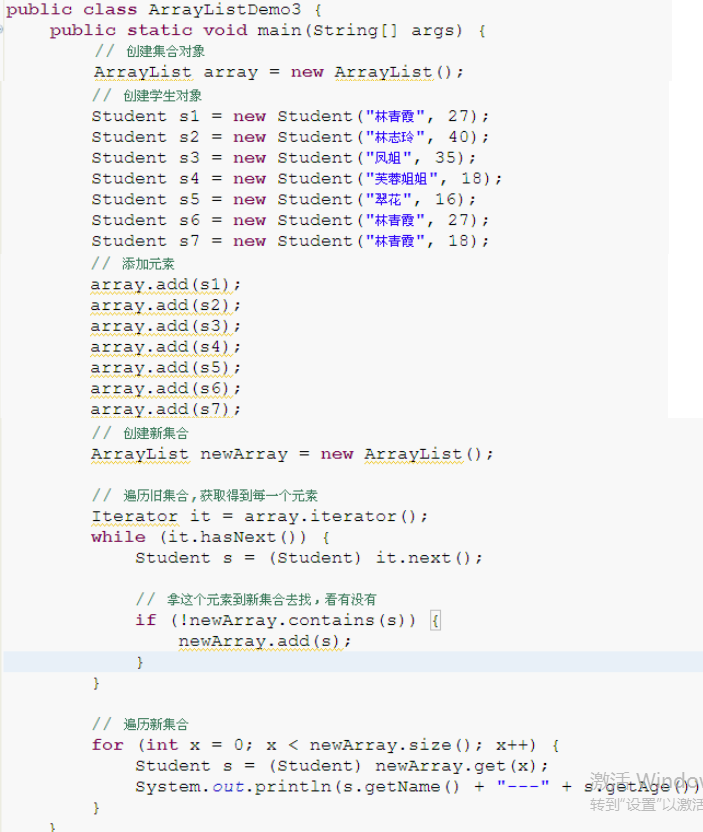 public class ArrayListDemo3 {
public static void main(String[] args) {
// 创建集合对象
ArrayList array = new ArrayList();
// 创建学生对象
Student s1 = new Student("林青霞", 27);
Student s2 = new Student("林志玲", 40);
Student s3 = new Student("凤姐", 35);
Student s4 = new Student("芙蓉姐姐", 18);
Student s5 = new Student("翠花", 16);
Student s6 = new Student("林青霞", 27);
Student s7 = new Student("林青霞", 18);
// 添加元素
array.add(s1);
array.add(s2);
array.add(s3);
array.add(s4);
array.add(s5);
array.add(s6);
array.add(s7);
// 创建新集合
ArrayList newArray = new ArrayList();
// 遍历旧集合,获取得到每一个元素
Iterator it = array.iterator();
while (it.hasNext()) {
Student s = (Student) it.next();
// 拿这个元素到新集合去找，看有没有
if (!newArray.contains(s)) {
newArray.add(s);
}
}
// 遍历新集合
for (int x = 0; x < newArray.size(); x++) {
Student s = (Student) newArray.get(x);
System.out.println(s.getName() + "---" + s.getAge())
}
}
激活 Window
转到"设置"以激活